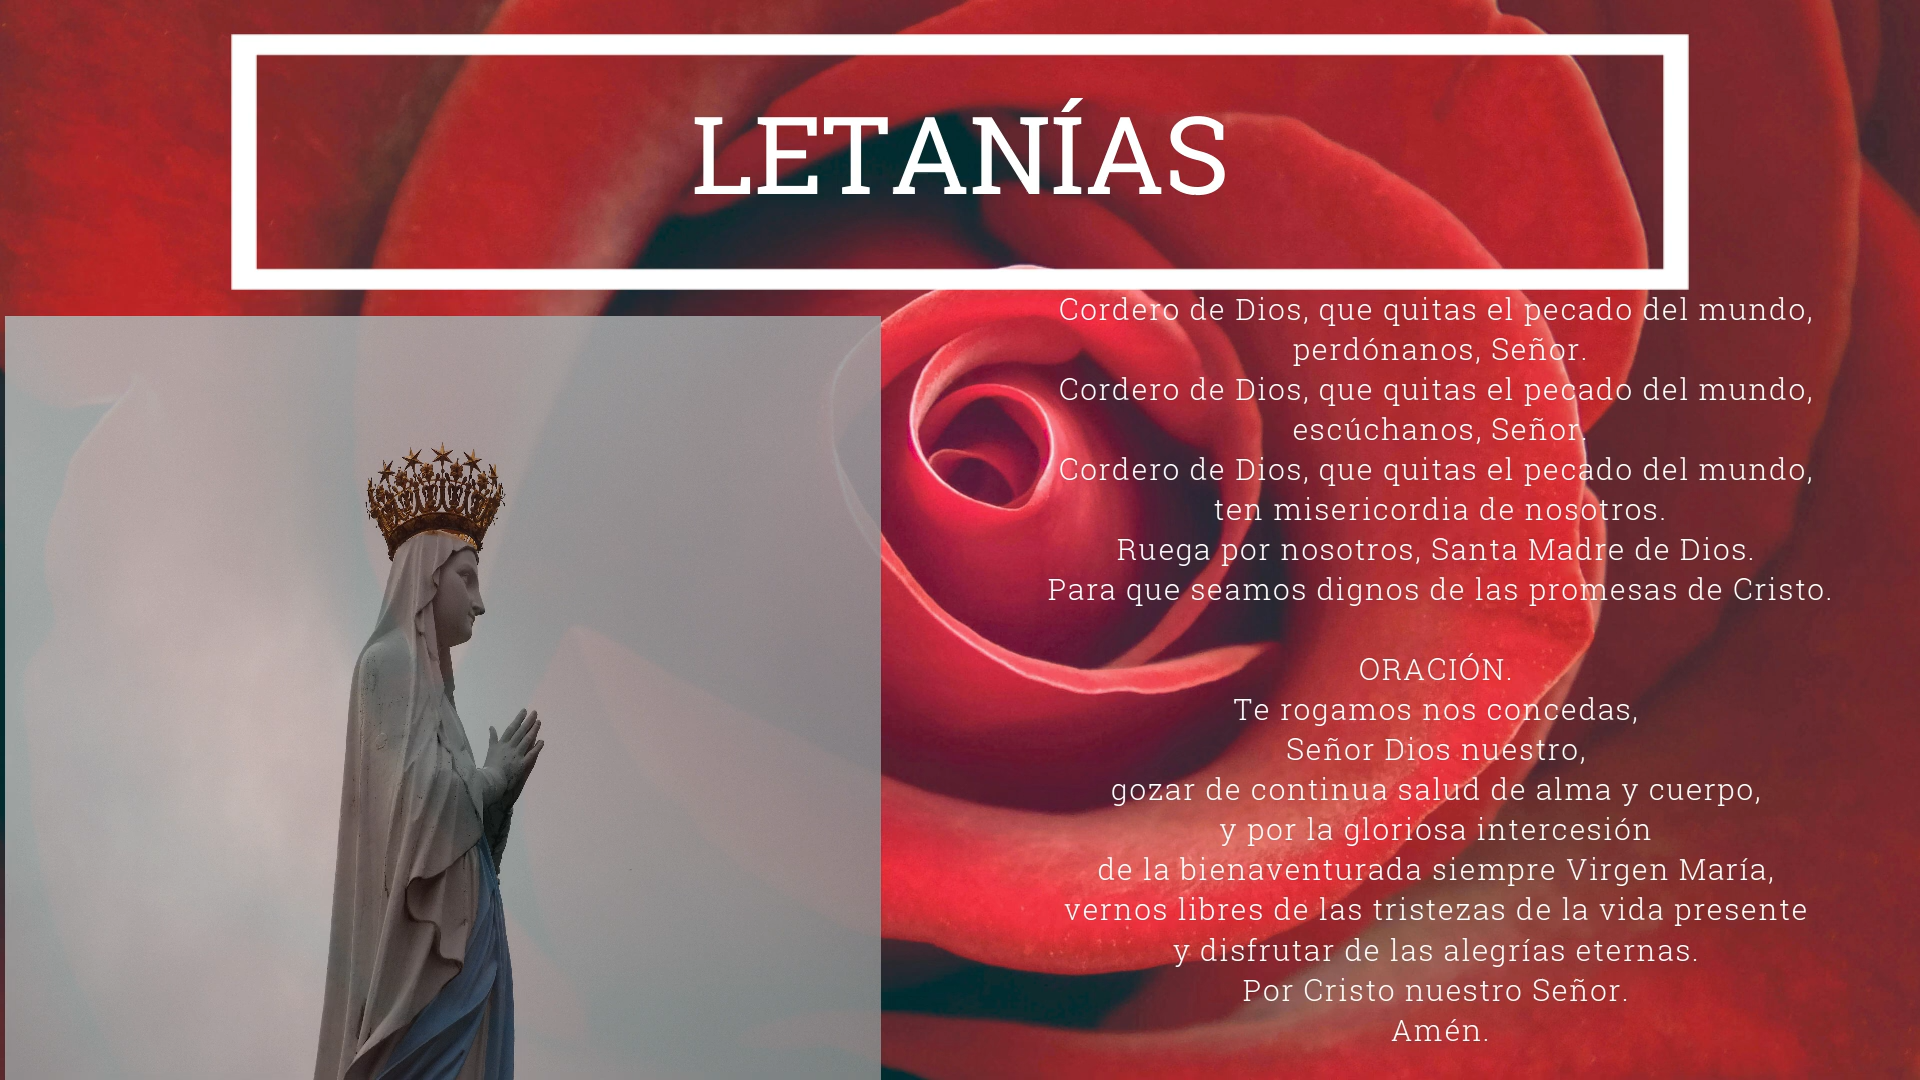 LETANÍAS
Cordero de Dios, que quitas el pecado del mundo,
perdónanos, Señor.
Cordero de Dios, que quitas el pecado del mundo,
escúchanos, Señor.
Cordero de Dios, que quitas el pecado del mundo,
ten misericordia de nosotros.
Ruega por nosotros, Santa Madre de Dios.
Para que seamos dignos de las promesas de Cristo.
ORACIÓN.
Te rogamos nos concedas,
Señor Dios nuestro,
gozar de continua salud de alma y cuerpo,
y por la gloriosa intercesión
de la bienaventurada siempre Virgen María,
vernos libres de las tristezas de la vida presente
y disfrutar de las alegrías eternas.
Por Cristo nuestro Señor.
Amén.